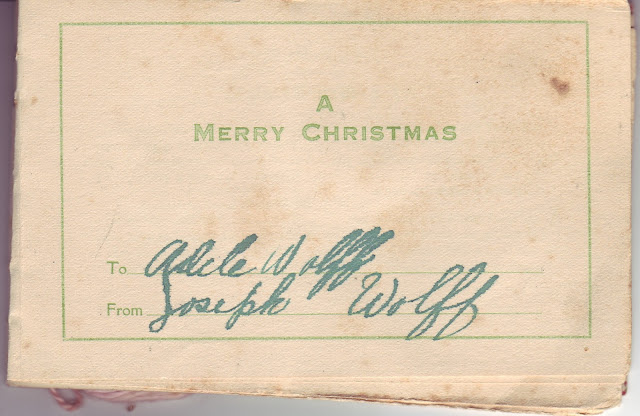 A
MERRY CHRISTMAS
To Adele Wolff
From Joseph Wolff